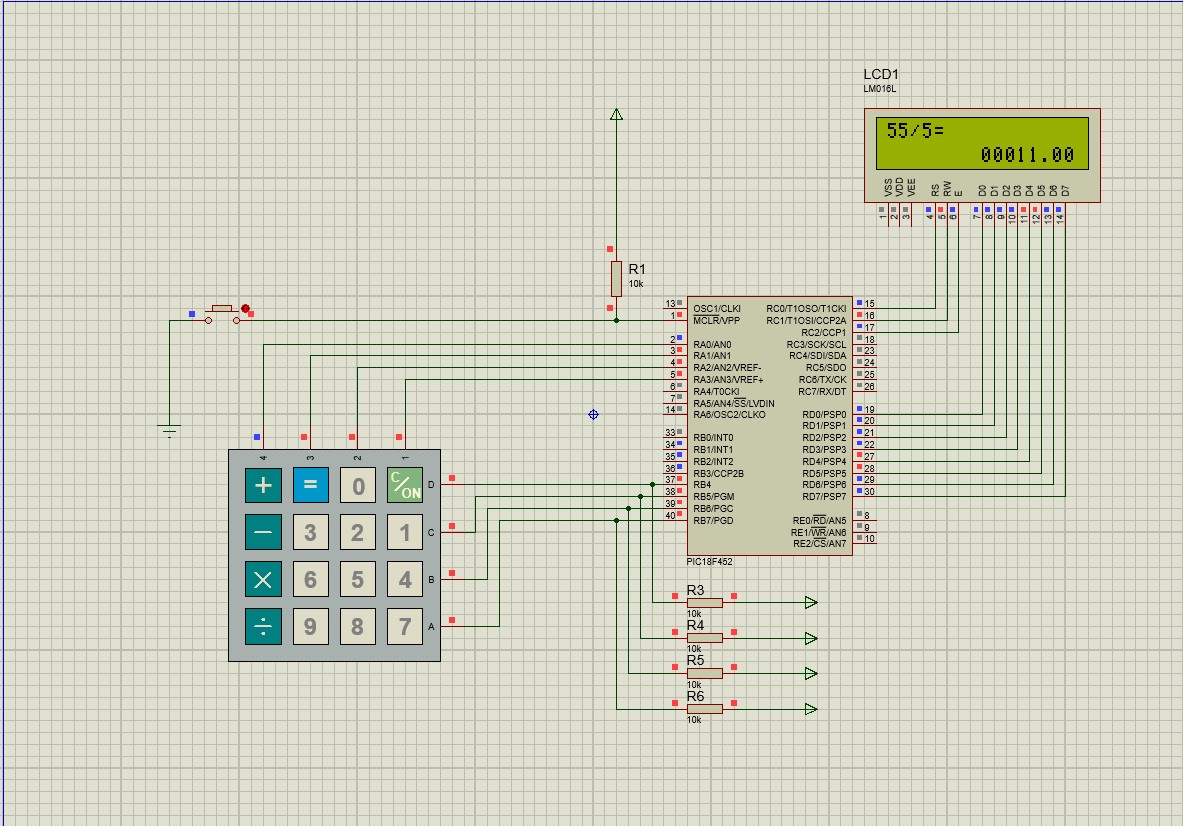 LCD1
LM016L
55/5=
00011.00
VSS VDD VEE RS RW E D0 D1 D2 D3 D4 D5 D6 D7
1 2 3 4 5 6 7 8 9 10 11 12 13 14
R1
10k
13 OSC1/CLKI RC0/T1OSO/T1CKI 15
1 MCLR/VPP RC1/T1OSI/CCP2A 16
RC2/CCP1 17
2 RA0/AN0 RC3/SCK/SCL 18
3 RA1/AN1 RC4/SDI/SDA 23
4 RA2/AN2/VREF- RC5/SDO 24
5 RA3/AN3/VREF+ RC6/TX/CK 25
6 RA4/T0CKI RC7/RX/DT 26
7 RA5/AN4/SS/LVDIN
14 RA6/OSC2/CLKO RD0/PSP0 19
RD1/PSP1 20
33 RB0/INT0 RD2/PSP2 21
34 RB1/INT1 RD3/PSP3 22
35 RB2/INT2 RD4/PSP4 27
36 RB3/CCP2B RD5/PSP5 28
37 RB4 RD6/PSP6 29
38 RB5/PGM RD7/PSP7 30
39 RB6/PGC
40 RB7/PGD RE0/RD/AN5 8
RE1/WR/AN6 9
RE2/CS/AN7 10
PIC18F452
4 3 2 1
+ = 0 C/ON D
− 3 2 1 C
× 6 5 4 B
÷ 9 8 7 A
R3
10k
R4
10k
R5
10k
R6
10k